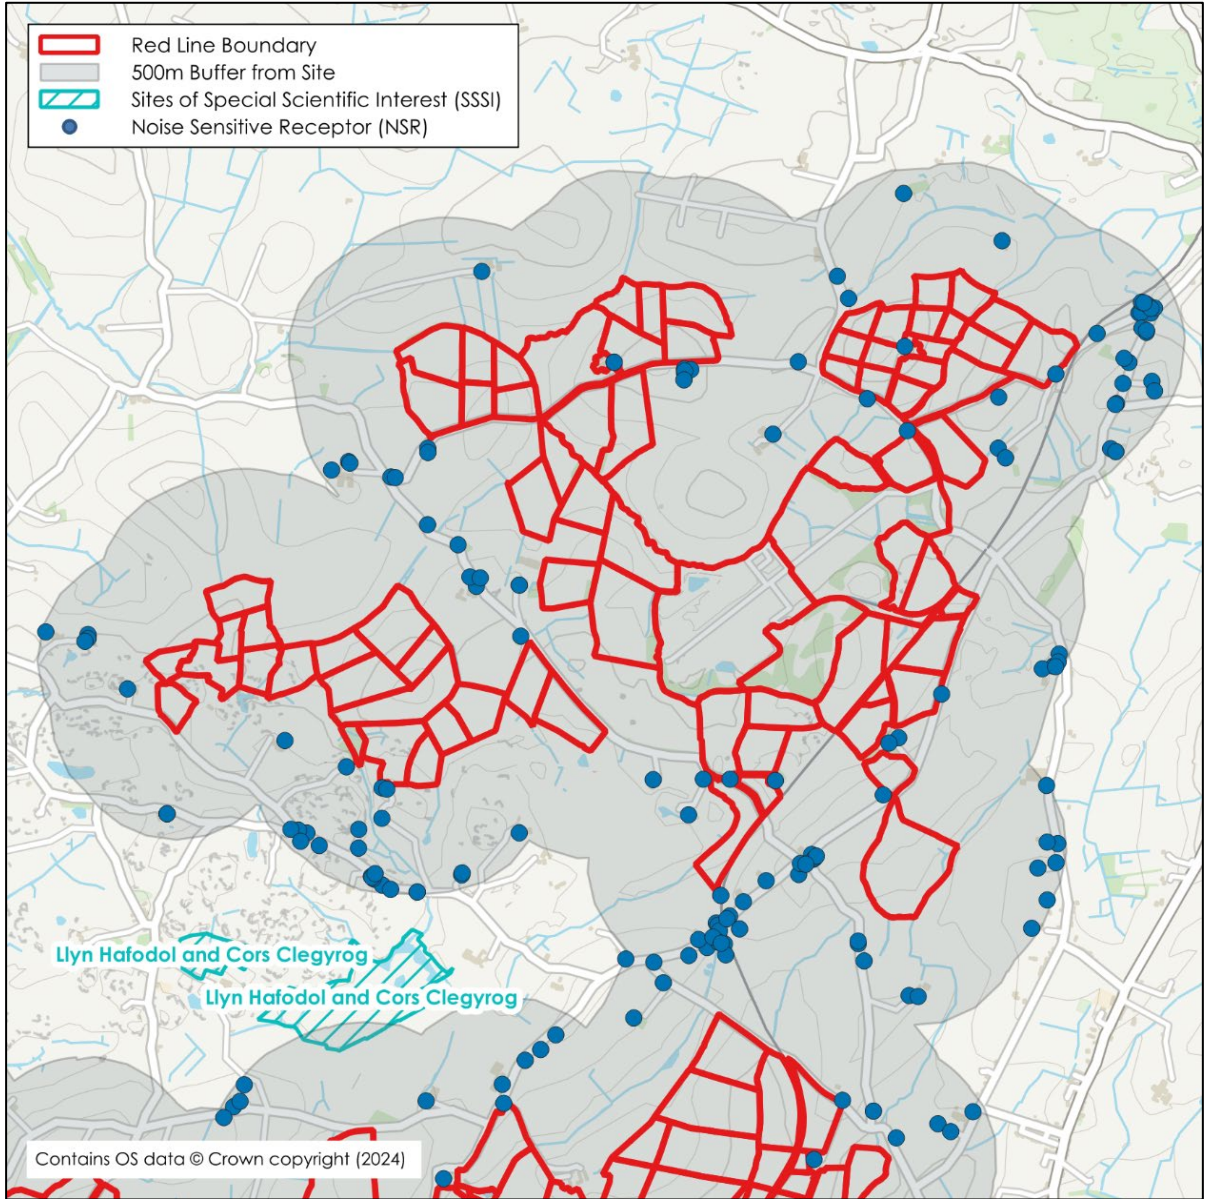 Red Line Boundary
500m Buffer from Site
Sites of Special Scientific Interest (SSSI)
Noise Sensitive Receptor (NSR)
Llyn Hafodol and Cors Clegyrog
Llyn Hafodol and Cors Clegyrog
Contains OS data © Crown copyright (2024)